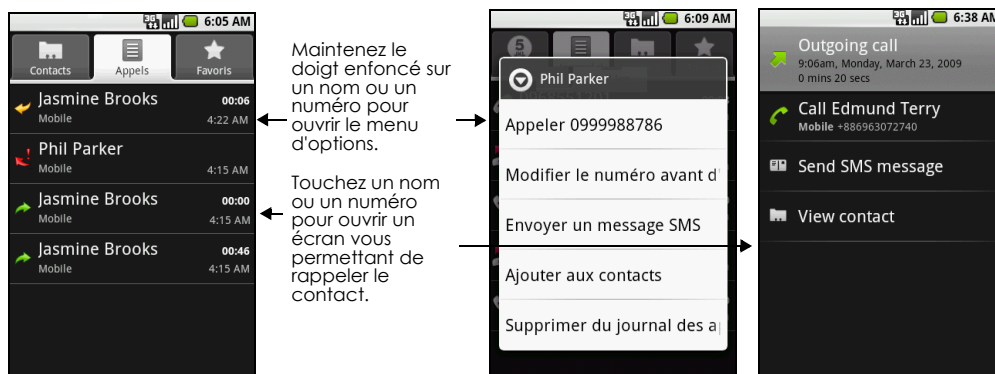 3G 6:05 AM
Contacts Appels Favoris
Jasmine Brooks 00:06
Mobile 4:22 AM
Phil Parker
Mobile 4:15 AM
Jasmine Brooks 00:00
Mobile 4:15 AM
Jasmine Brooks 00:46
Mobile 4:15 AM
Maintenez le
doigt enfoncé sur
un nom ou un
numéro pour
ouvrir le menu
d'options.
Touchez un nom
ou un numéro
pour ouvrir un
écran vous
permettant de
rappeler le
contact.
3G 6:09 AM
Phil Parker
Appeler 0999988786
Modifier le numéro avant d'
Envoyer un message SMS
Ajouter aux contacts
Supprimer du journal des a
3G 6:38 AM
Outgoing call
9:06am, Monday, March 23, 2009
0 mins 20 secs
Call Edmund Terry
Mobile +886963072740
Send SMS message
View contact